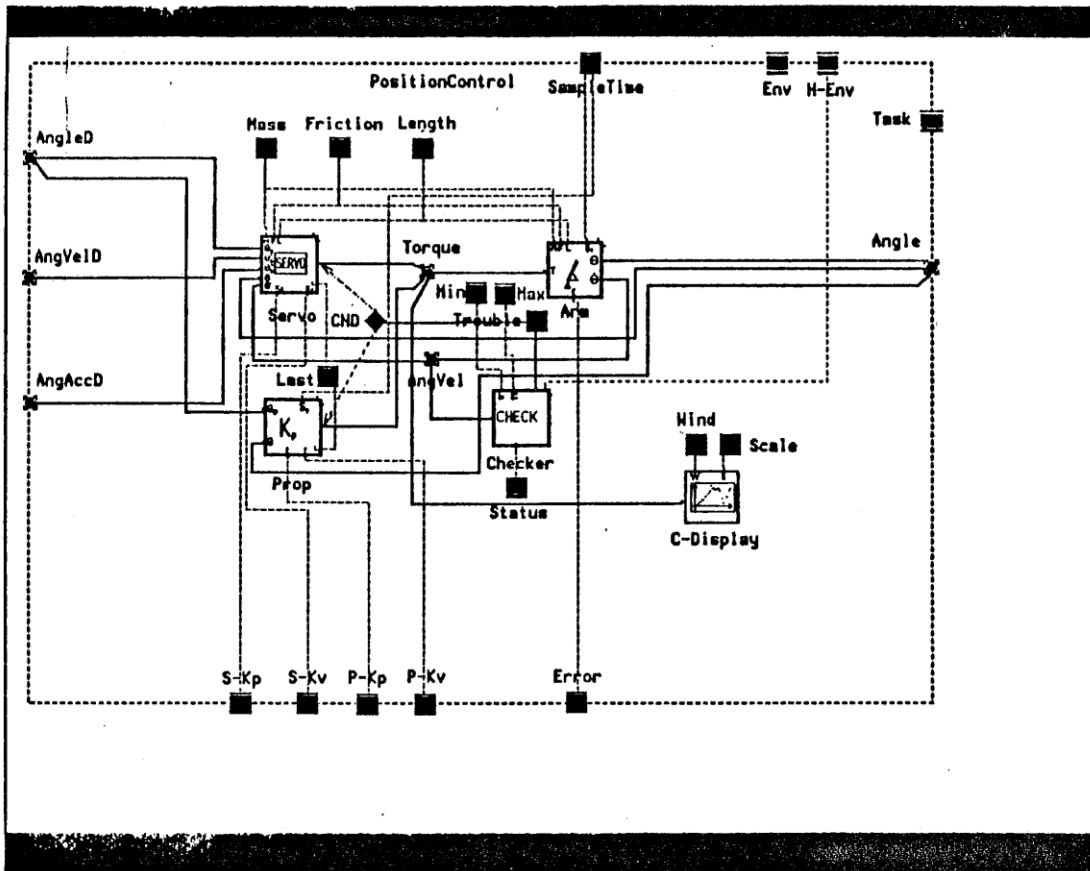 PositionControl
SampleTime
Env
H-Env
Task
Mass
Friction
Length
AngleD
AngVelD
AngAccD
Torque
Angle
SERVO
Servo
CND
Min
Max
Trouble
Arm
Last
AngVel
CHECK
Checker
Status
Kp
Prop
Wind
Scale
C-Display
S-Kp
S-Kv
P-Kp
P-Kv
Error